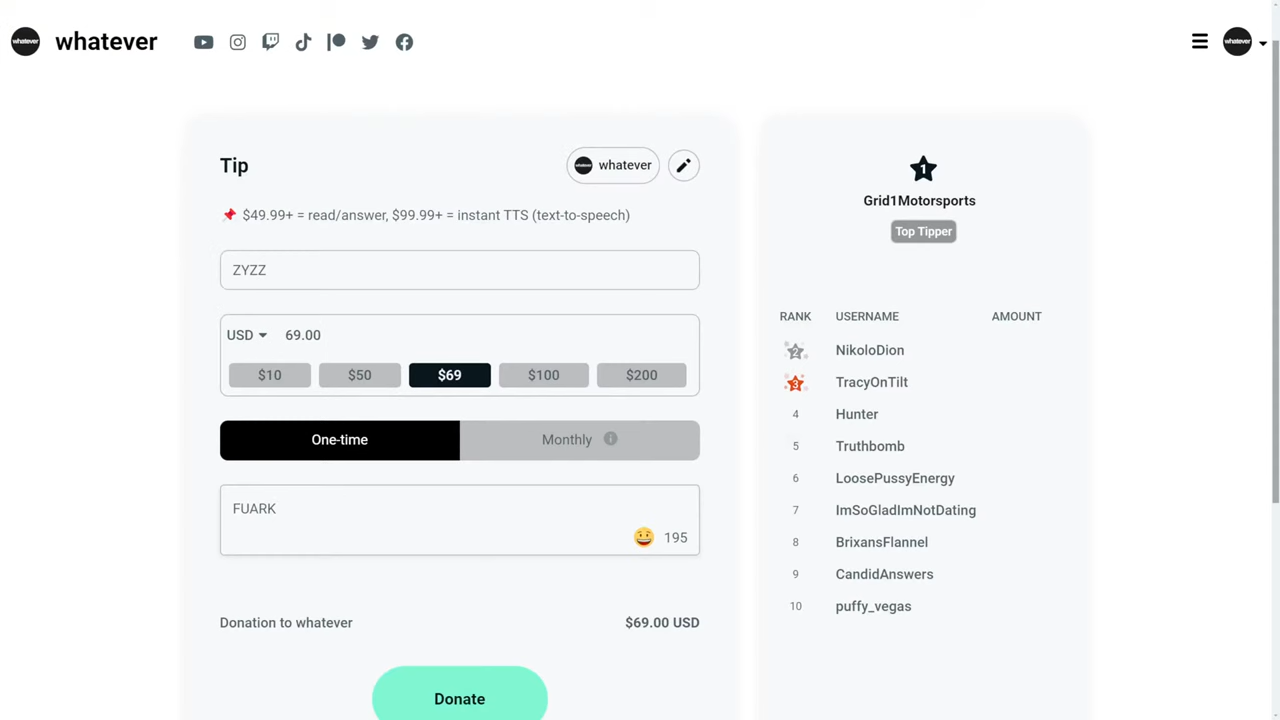 whatever
Tip
whatever
$49.99+ = read/answer, $99.99+ = instant TTS (text-to-speech)
ZYZZ
USD 69.00
$10 $50 $69 $100 $200
One-time Monthly
FUARK
195
Donation to whatever $69.00 USD
Donate
1
Grid1Motorsports
Top Tipper
RANK USERNAME AMOUNT
2 NikoloDion
3 TracyOnTilt
4 Hunter
5 Truthbomb
6 LoosePussyEnergy
7 ImSoGladImNotDating
8 BrixansFlannel
9 CandidAnswers
10 puffy_vegas